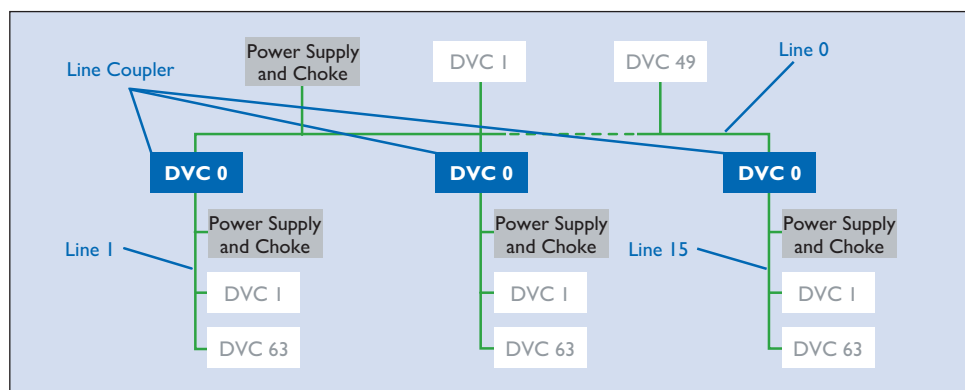 Power Supply
and Choke
DVC 1
DVC 49
Line 0
Line Coupler
DVC 0
DVC 0
DVC 0
Power Supply
and Choke
Power Supply
and Choke
Power Supply
and Choke
Line 1
Line 15
DVC 1
DVC 1
DVC 1
DVC 63
DVC 63
DVC 63